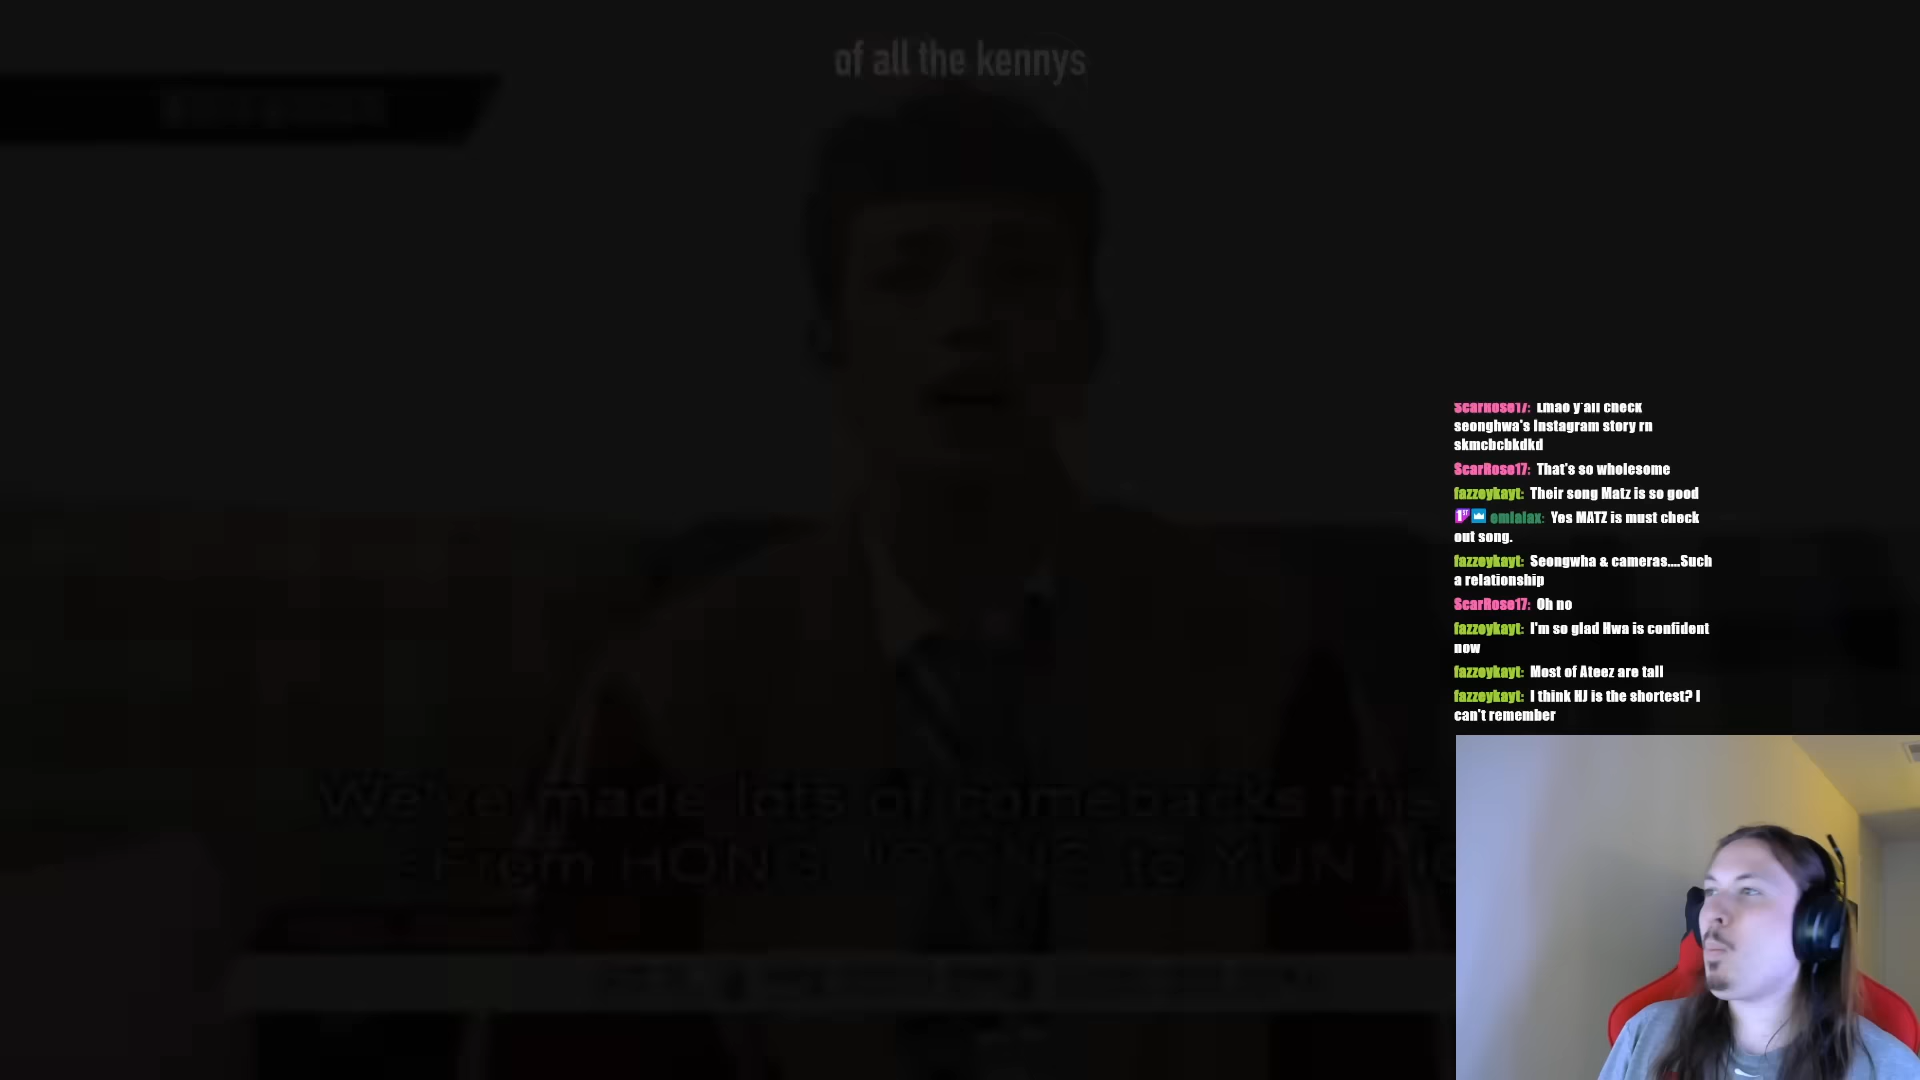 of all the kennys
ScarRose17: Lmao y'all check
seonghwa's Instagram story rn
skmcbcbkdkd
ScarRose17: That's so wholesome
fazzeykayt: Their song Matz is so good
emlalax: Yes MATZ is must check
out song.
fazzeykayt: Seongwha & cameras....Such
a relationship
ScarRose17: Oh no
fazzeykayt: I'm so glad Hwa is confident
now
fazzeykayt: Most of Ateez are tall
fazzeykayt: I think HJ is the shortest? I
can't remember
We've made lots of comebacks this
From HONG JOONG to YUN HO